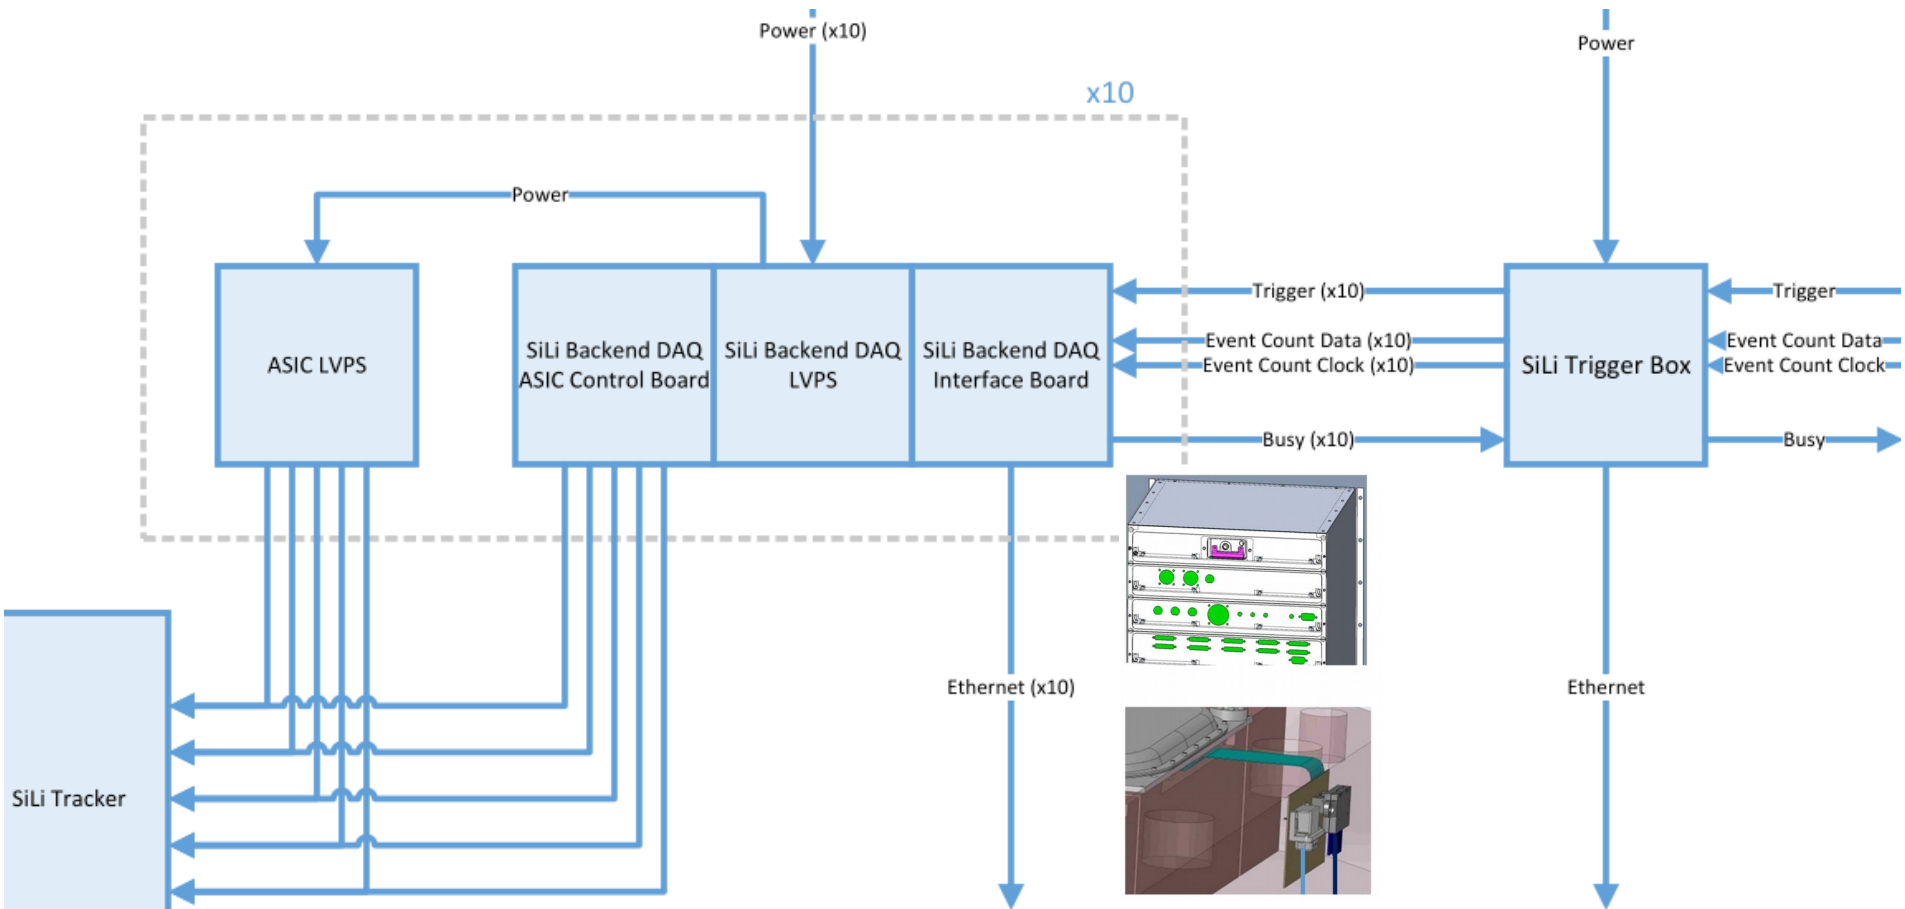 Power (x10)
Power
x10
Power
ASIC LVPS
SiLi Backend DAQ
ASIC Control Board
SiLi Backend DAQ
LVPS
SiLi Backend DAQ
Interface Board
Trigger (x10)
Event Count Data (x10)
Event Count Clock (x10)
Busy (x10)
SiLi Trigger Box
Trigger
Event Count Data
Event Count Clock
Busy
Ethernet (x10)
Ethernet
SiLi Tracker